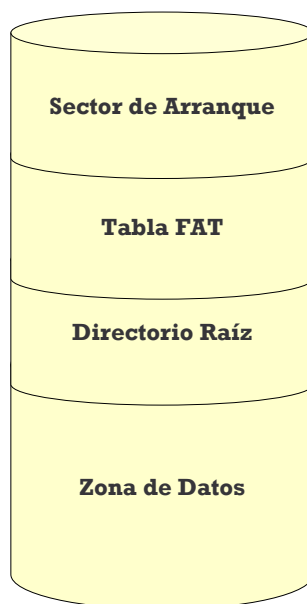 Sector de Arranque
Tabla FAT
Directorio Raíz
Zona de Datos